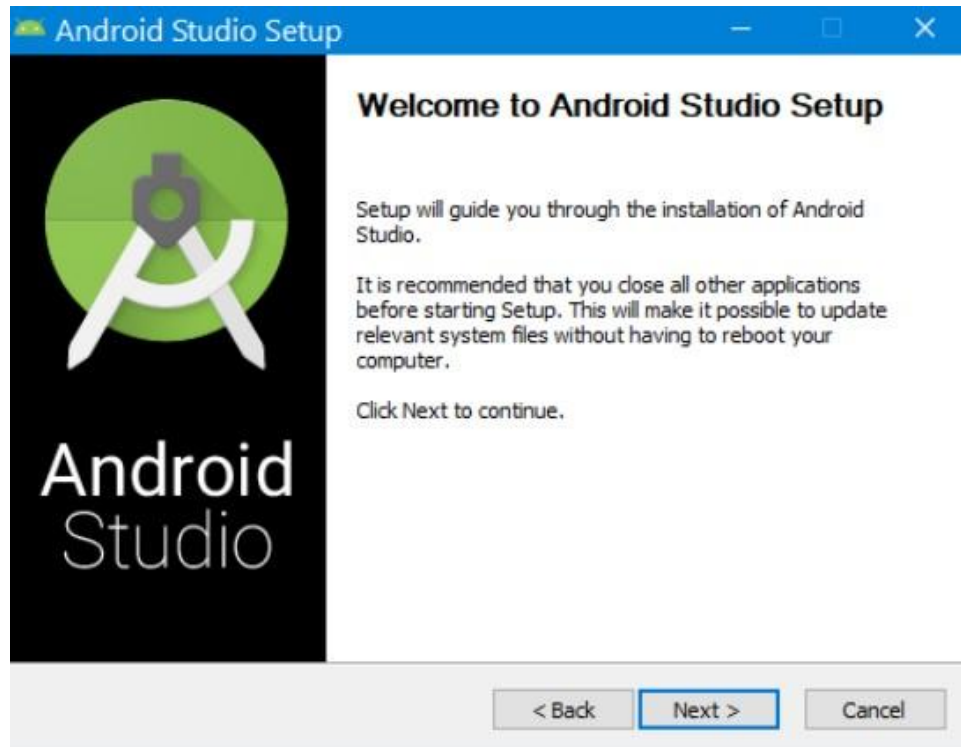 Android Studio Setup
Welcome to Android Studio Setup
Setup will guide you through the installation of Android
Studio.
It is recommended that you close all other applications
before starting Setup. This will make it possible to update
relevant system files without having to reboot your
computer.
Click Next to continue.
Android
Studio
< Back Next > Cancel